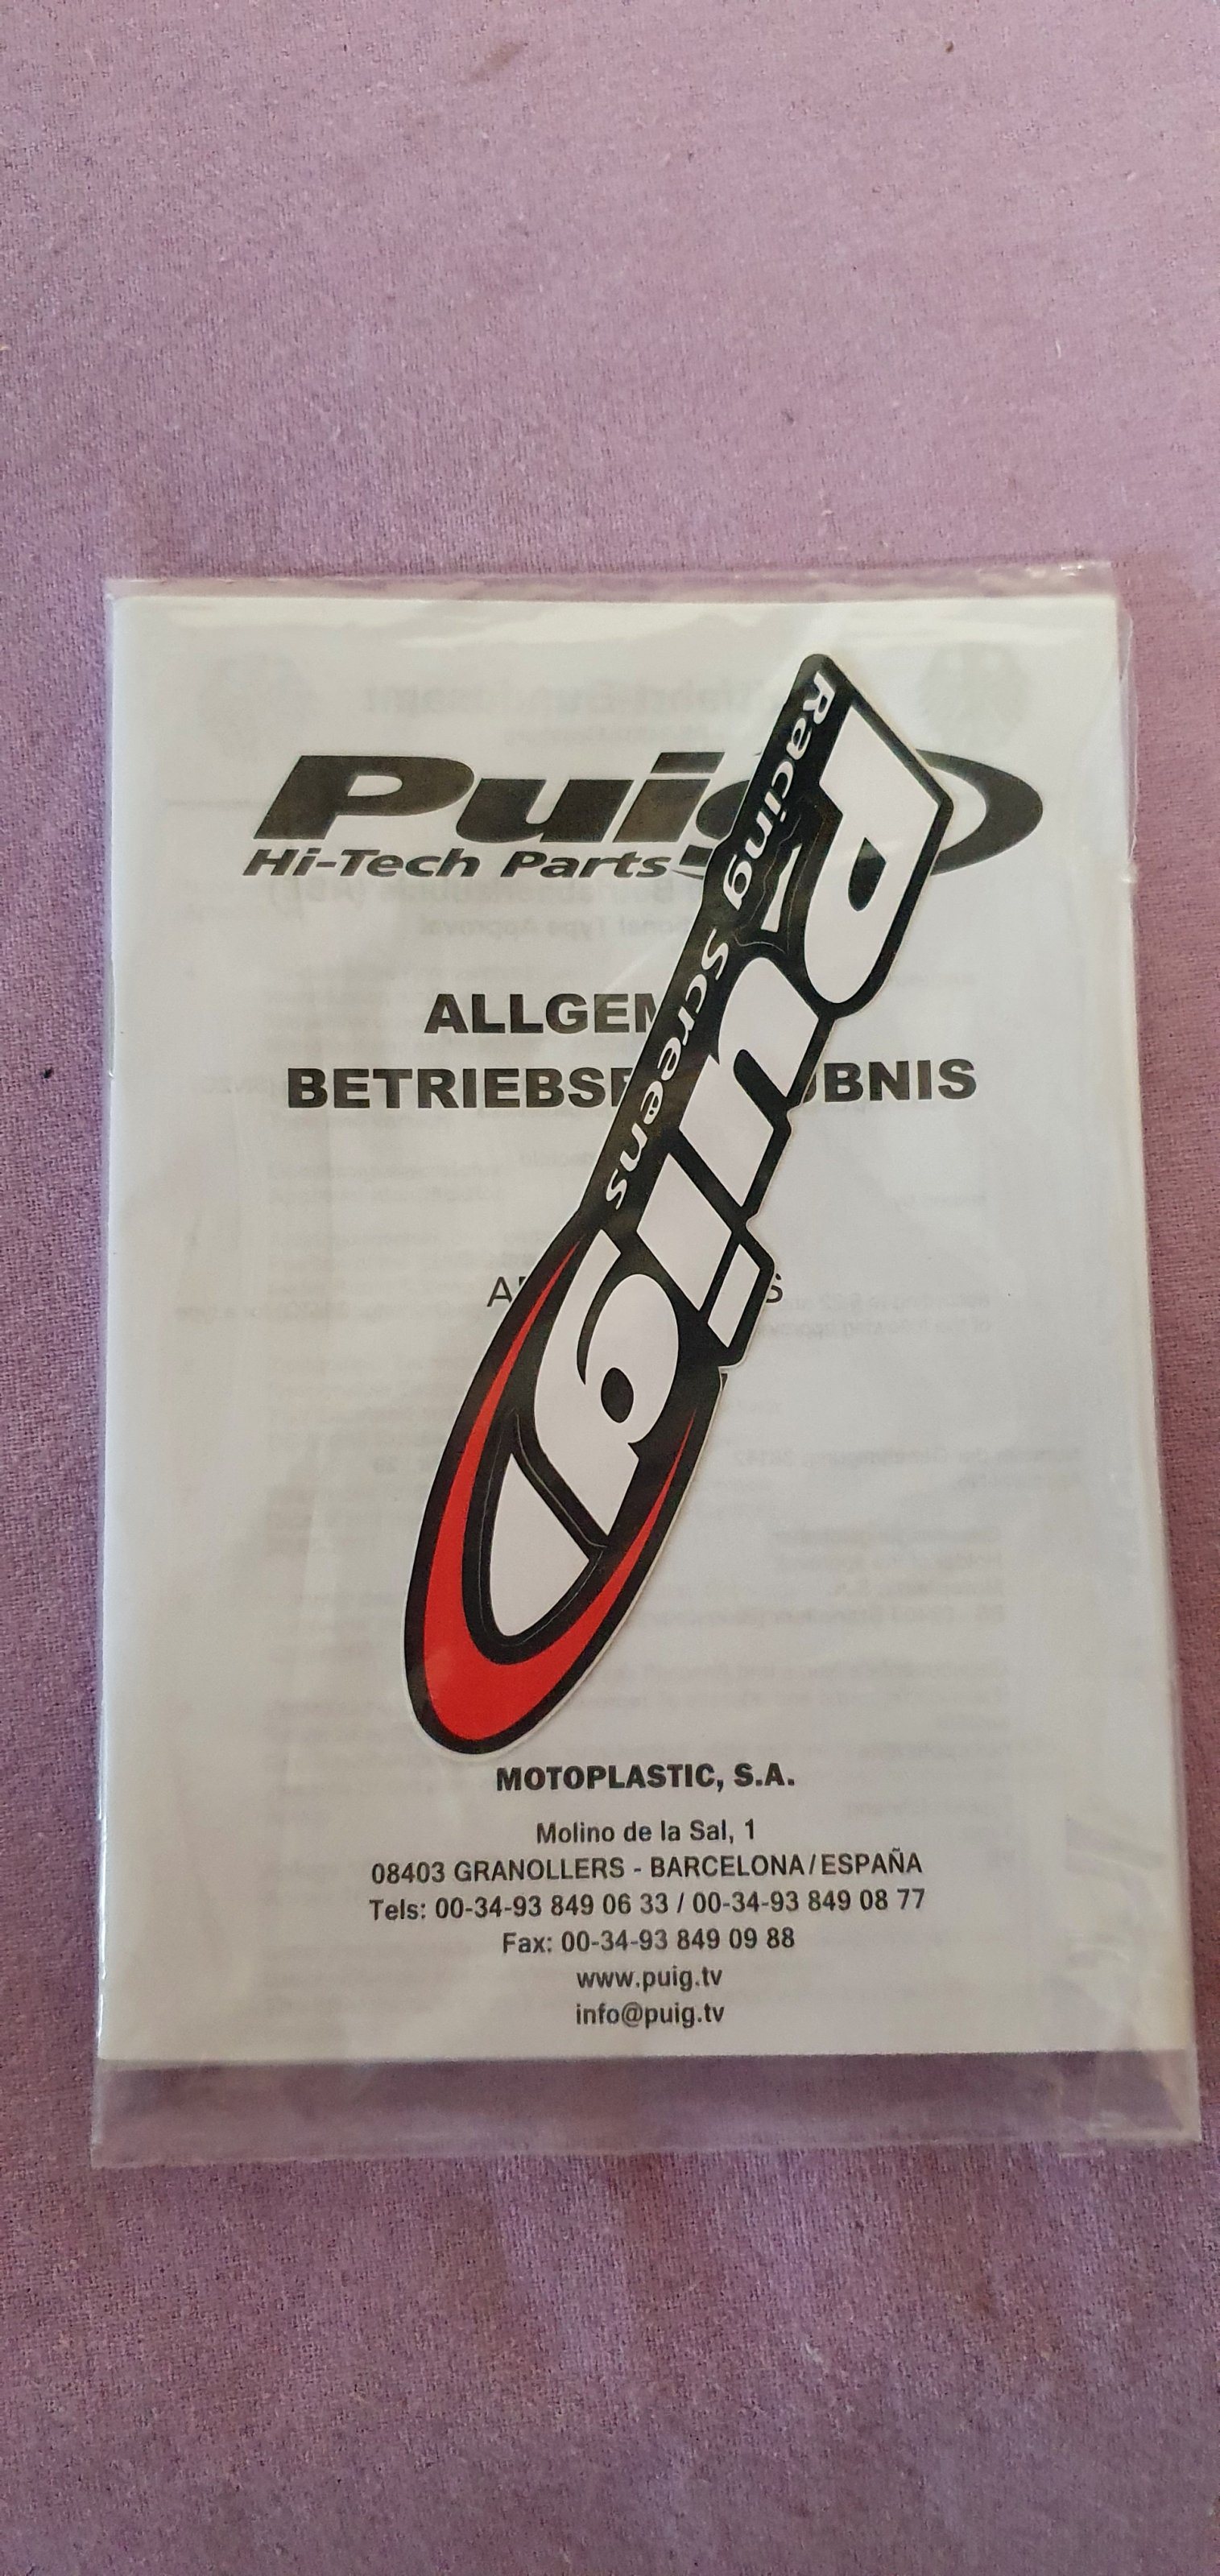 Puig
Hi-Tech Parts
ALLGEM
BETRIEBSE UBNIS
Racing Screens
Puig
MOTOPLASTIC, S.A.
Molino de la Sal, 1
08403 GRANOLLERS - BARCELONA/ESPAÑA
Tels: 00-34-93 849 06 33 / 00-34-93 849 08 77
Fax: 00-34-93 849 09 88
www.puig.tv
info@puig.tv